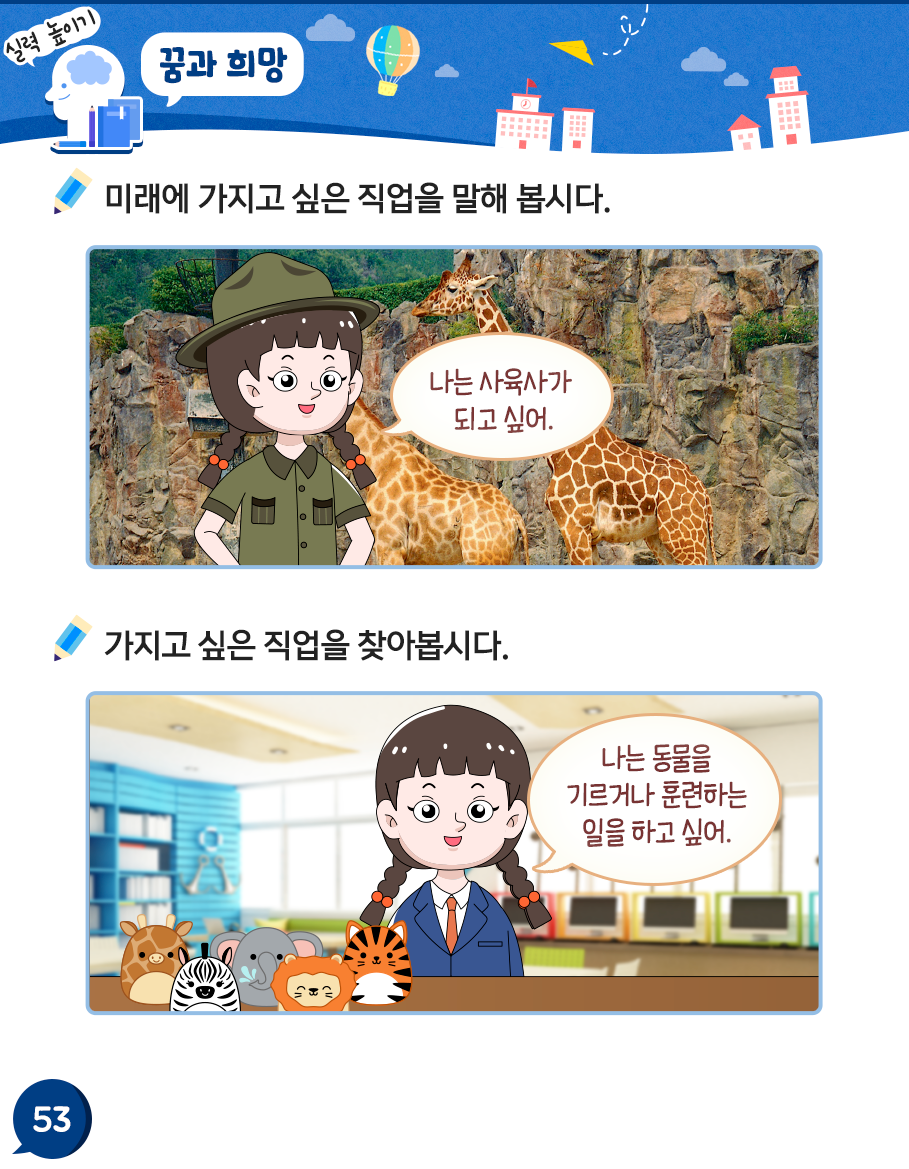 실력 높이기
꿈과 희망
미래에 가지고 싶은 직업을 말해 봅시다.
나는 사육사가
되고 싶어.
가지고 싶은 직업을 찾아봅시다.
나는 동물을
기르거나 훈련하는
일을 하고 싶어.
53